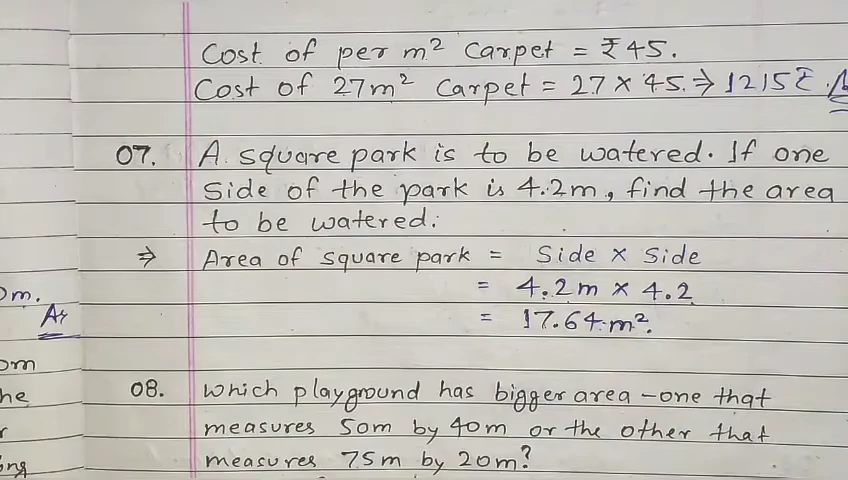 Cost of per m² Carpet = ₹45.
Cost of 27m² Carpet = 27 × 45. ⇒ 1215₹.
07. A square park is to be watered. If one
side of the park is 4.2m, find the area
to be watered.
⇒ Area of square park = Side × Side
= 4.2m × 4.2
= 17.64 m².
08. Which playground has bigger area - one that
measures 50m by 40m or the other that
measures 75m by 20m?